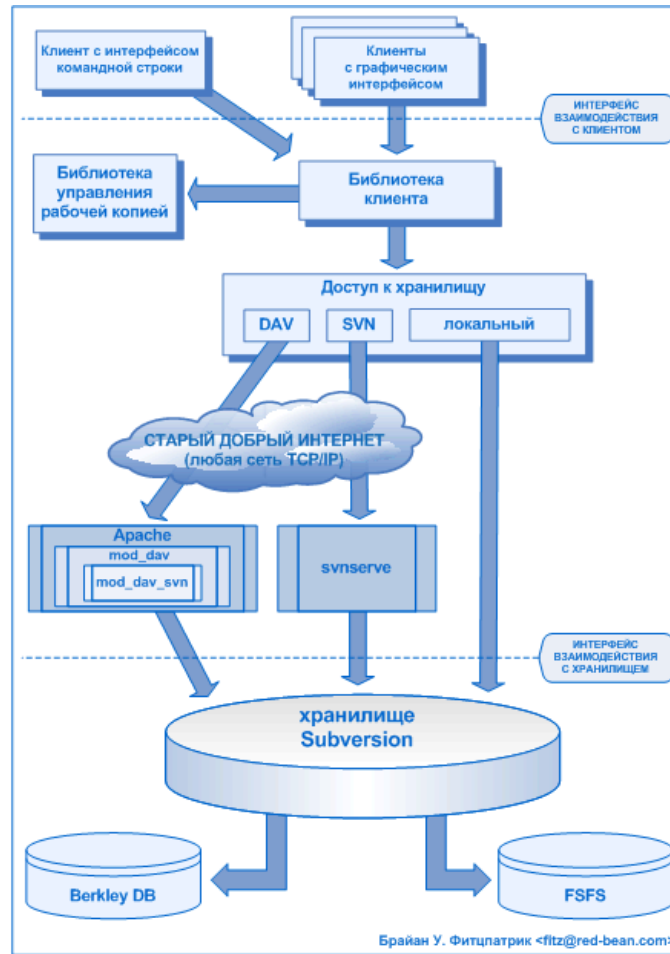 Клиент с интерфейсом
командной строки
Клиенты
с графическим
интерфейсом
ИНТЕРФЕЙС
ВЗАИМОДЕЙСТВИЯ
С КЛИЕНТОМ
Библиотека
управления
рабочей копией
Библиотека
клиента
Доступ к хранилищу
DAV
SVN
локальный
СТАРЫЙ ДОБРЫЙ ИНТЕРНЕТ
(любая сеть TCP/IP)
Apache
mod_dav
mod_dav_svn
svnserve
ИНТЕРФЕЙС
ВЗАИМОДЕЙСТВИЯ
С ХРАНИЛИЩЕМ
хранилище
Subversion
Berkley DB
FSFS
Брайан У. Фитцпатрик <fitz@red-bean.com>